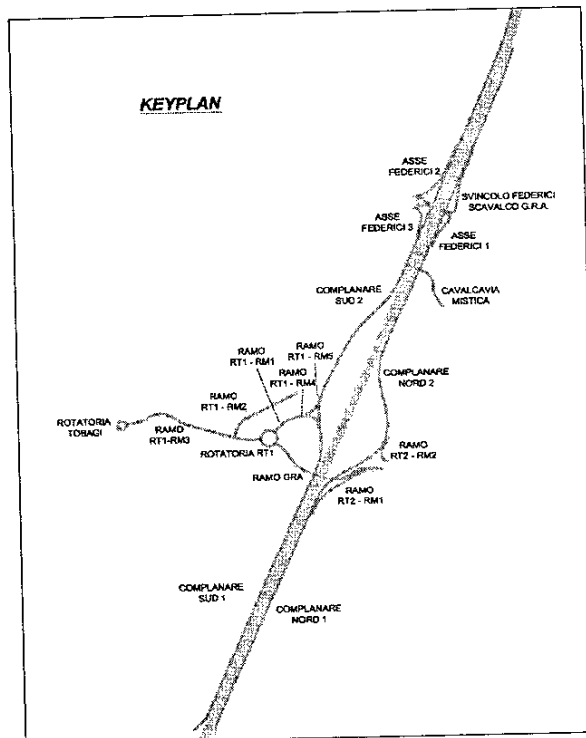 KEYPLAN
ASSE
FEDERICI 2
SVINCOLO FEDERICI
SCAVALCO G.R.A.
ASSE
FEDERICI 3
ASSE
FEDERICI 1
COMPLANARE
SUD 2
CAVALCAVIA
MISTICA
RAMO
RT1 - RM1
RAMO
RT1 - RM5
RAMO
RT1 - RM4
COMPLANARE
NORD 2
RAMO
RT1 - RM2
ROTATORIA
TOBAGI
RAMO
RT1-RM3
ROTATORIA RT1
RAMO
RT2 - RM2
RAMO GRA
RAMO
RT2 - RM1
COMPLANARE
SUD 1
COMPLANARE
NORD 1